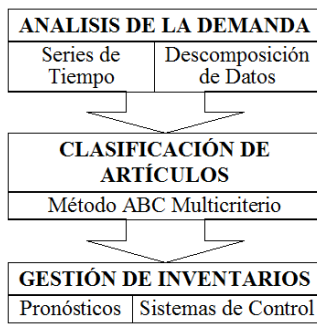 ANALISIS DE LA DEMANDA
Series de Tiempo
Descomposición de Datos
CLASIFICACIÓN DE
ARTÍCULOS
Método ABC Multicriterio
GESTIÓN DE INVENTARIOS
Pronósticos
Sistemas de Control